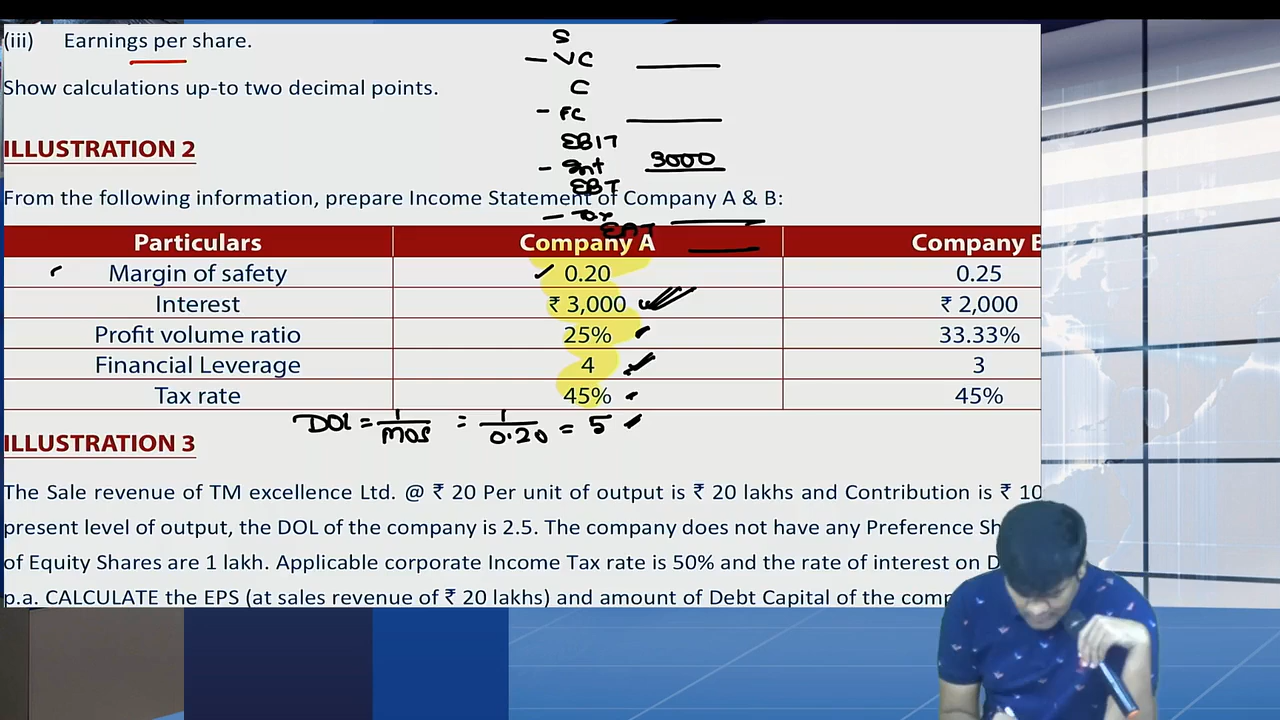 (iii) Earnings per share.
Show calculations up-to two decimal points.
S
- VC
C
- FC
EBIT
- Int 3000
EBT
- Tax
EAT
ILLUSTRATION 2
From the following information, prepare Income Statement of Company A & B:
Particulars Company A Company B
Margin of safety 0.20 0.25
Interest ₹ 3,000 ₹ 2,000
Profit volume ratio 25% 33.33%
Financial Leverage 4 3
Tax rate 45% 45%
DOL = 1/MOS = 1/0.20 = 5
ILLUSTRATION 3
The Sale revenue of TM excellence Ltd. @ ₹ 20 Per unit of output is ₹ 20 lakhs and Contribution is ₹ 10
present level of output, the DOL of the company is 2.5. The company does not have any Preference Sh
of Equity Shares are 1 lakh. Applicable corporate Income Tax rate is 50% and the rate of interest on D
p.a. CALCULATE the EPS (at sales revenue of ₹ 20 lakhs) and amount of Debt Capital of the comp